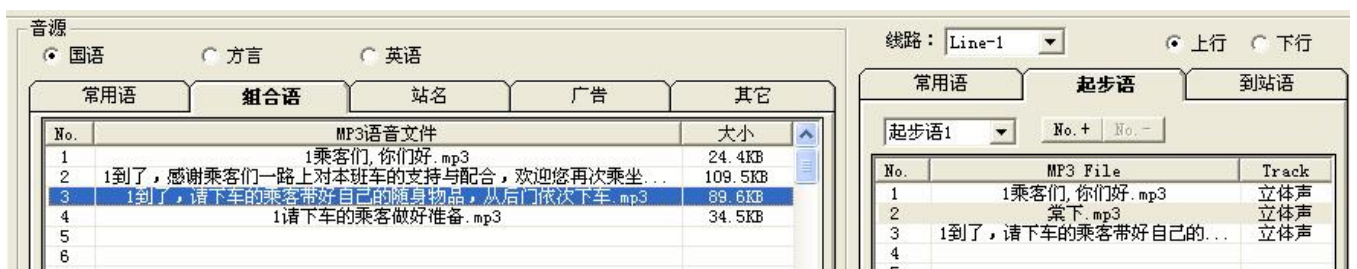 音源
国语 方言 英语
常用语 组合语 站名 广告 其它
No. MP3语音文件 大小
1 1乘客们,你们好.mp3 24.4KB
2 1到了，感谢乘客们一路上对本班车的支持与配合，欢迎您再次乘坐... 109.5KB
3 1到了，请下车的乘客带好自己的随身物品，从后门依次下车.mp3 89.6KB
4 1请下车的乘客做好准备.mp3 34.5KB
5
6
线路： Line-1 上行 下行
常用语 起步语 到站语
起步语1 No.+ No.-
No. MP3 File Track
1 1乘客们,你们好.mp3 立体声
2 棠下.mp3 立体声
3 1到了，请下车的乘客带好自己的... 立体声
4